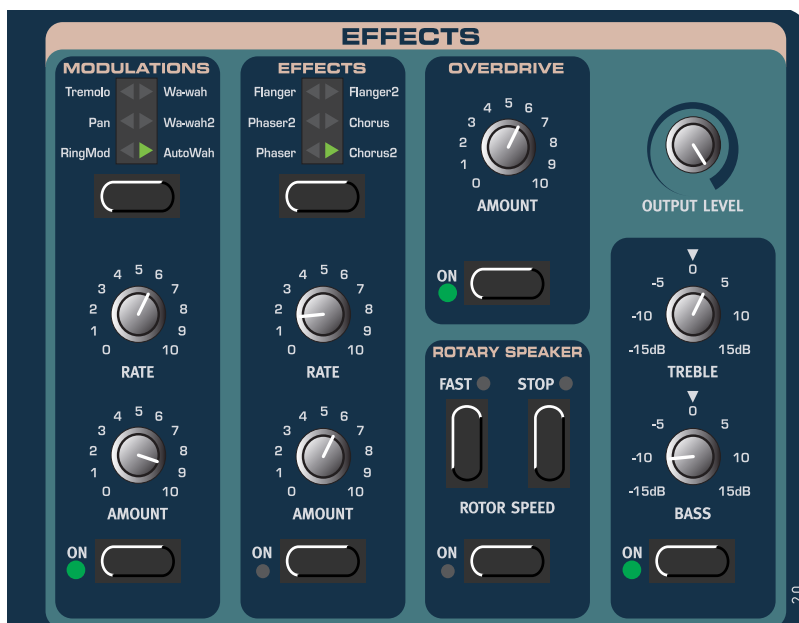 EFFECTS
MODULATIONS
Tremolo Wa-wah
Pan Wa-wah2
RingMod AutoWah
0 1 2 3 4 5 6 7 8 9 10
RATE
0 1 2 3 4 5 6 7 8 9 10
AMOUNT
ON
EFFECTS
Flanger Flanger2
Phaser2 Chorus
Phaser Chorus2
0 1 2 3 4 5 6 7 8 9 10
RATE
0 1 2 3 4 5 6 7 8 9 10
AMOUNT
ON
OVERDRIVE
0 1 2 3 4 5 6 7 8 9 10
AMOUNT
ON
ROTARY SPEAKER
FAST STOP
ROTOR SPEED
ON
OUTPUT LEVEL
0
-5 5
-10 10
-15dB 15dB
TREBLE
0
-5 5
-10 10
-15dB 15dB
BASS
ON
2.0